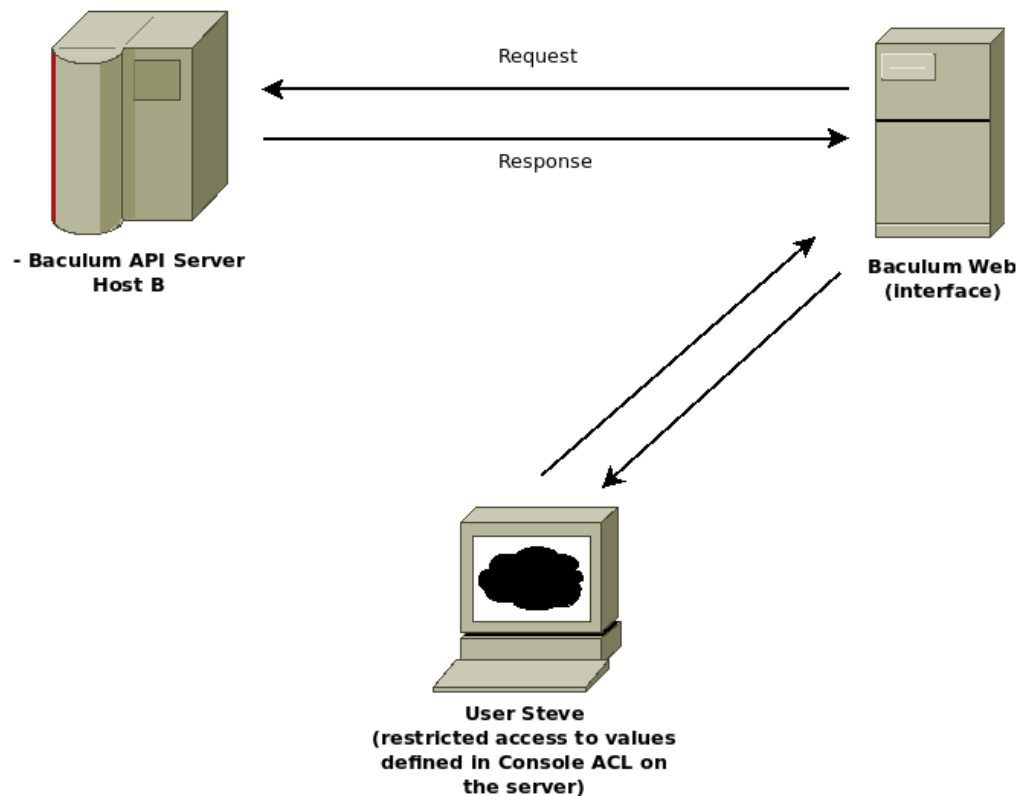 Request
Response
- Baculum API Server
Host B
Baculum Web
(interface)
User Steve
(restricted access to values
defined in Console ACL on
the server)